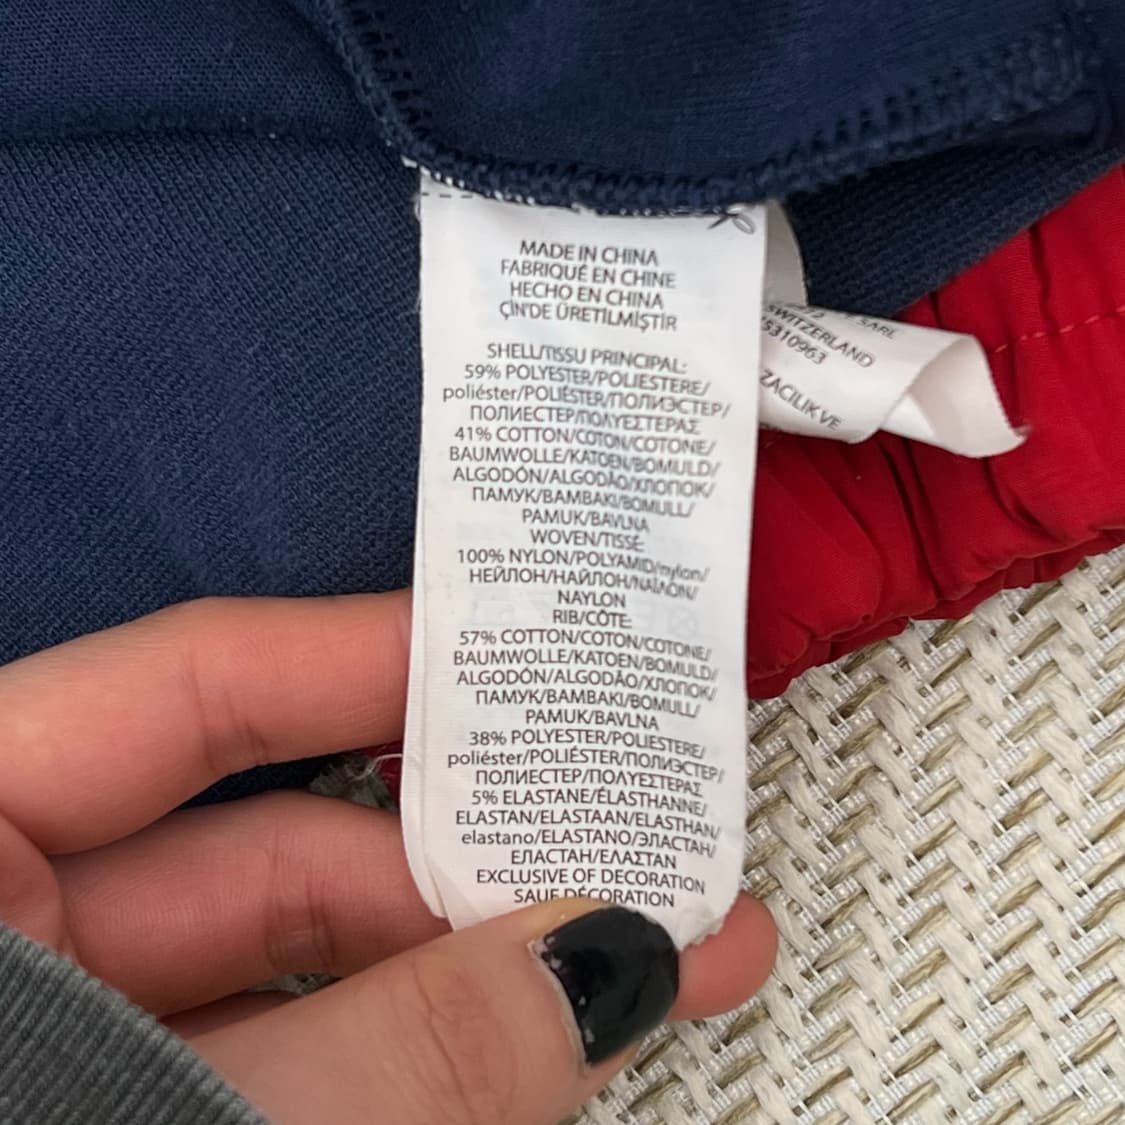 MADE IN CHINA
FABRIQUÉ EN CHINE
HECHO EN CHINA
ÇİN'DE ÜRETİLMİŞTİR
SHELL/TISSU PRINCIPAL:
59% POLYESTER/POLIESTERE/
poliéster/POLIÉSTER/ПОЛИЭСТЕР/
ПОЛИЕСТЕР/ΠΟΛΥΕΣΤΕΡΑΣ
41% COTTON/COTON/COTONE/
BAUMWOLLE/KATOEN/BOMULD/
ALGODÓN/ALGODÃO/ХЛОПОК/
ПАМУК/ΒΑΜΒΑΚΙ/BOMULL/
PAMUK/BAVLNA
WOVEN/TISSÉ:
100% NYLON/POLYAMID/nylon/
НЕЙЛОН/НАЙЛОН/ΝΑΪΛΟΝ/
NAYLON
RIB/CÔTE:
57% COTTON/COTON/COTONE/
BAUMWOLLE/KATOEN/BOMULD/
ALGODÓN/ALGODÃO/ХЛОПОК/
ПАМУК/ΒΑΜΒΑΚΙ/BOMULL/
PAMUK/BAVLNA
38% POLYESTER/POLIESTERE/
poliéster/POLIÉSTER/ПОЛИЭСТЕР/
ПОЛИЕСТЕР/ΠΟΛΥΕΣΤΕΡΑΣ
5% ELASTANE/ÉLASTHANNE/
ELASTAN/ELASTAAN/ELASTHAN/
elastano/ELASTANO/ЭЛАСТАН/
ЕЛАСТАН/ΕΛΑΣΤΑΝ
EXCLUSIVE OF DECORATION
SAUF DÉCORATION
SARL
SWITZERLAND
5310963
ZACILIK VE